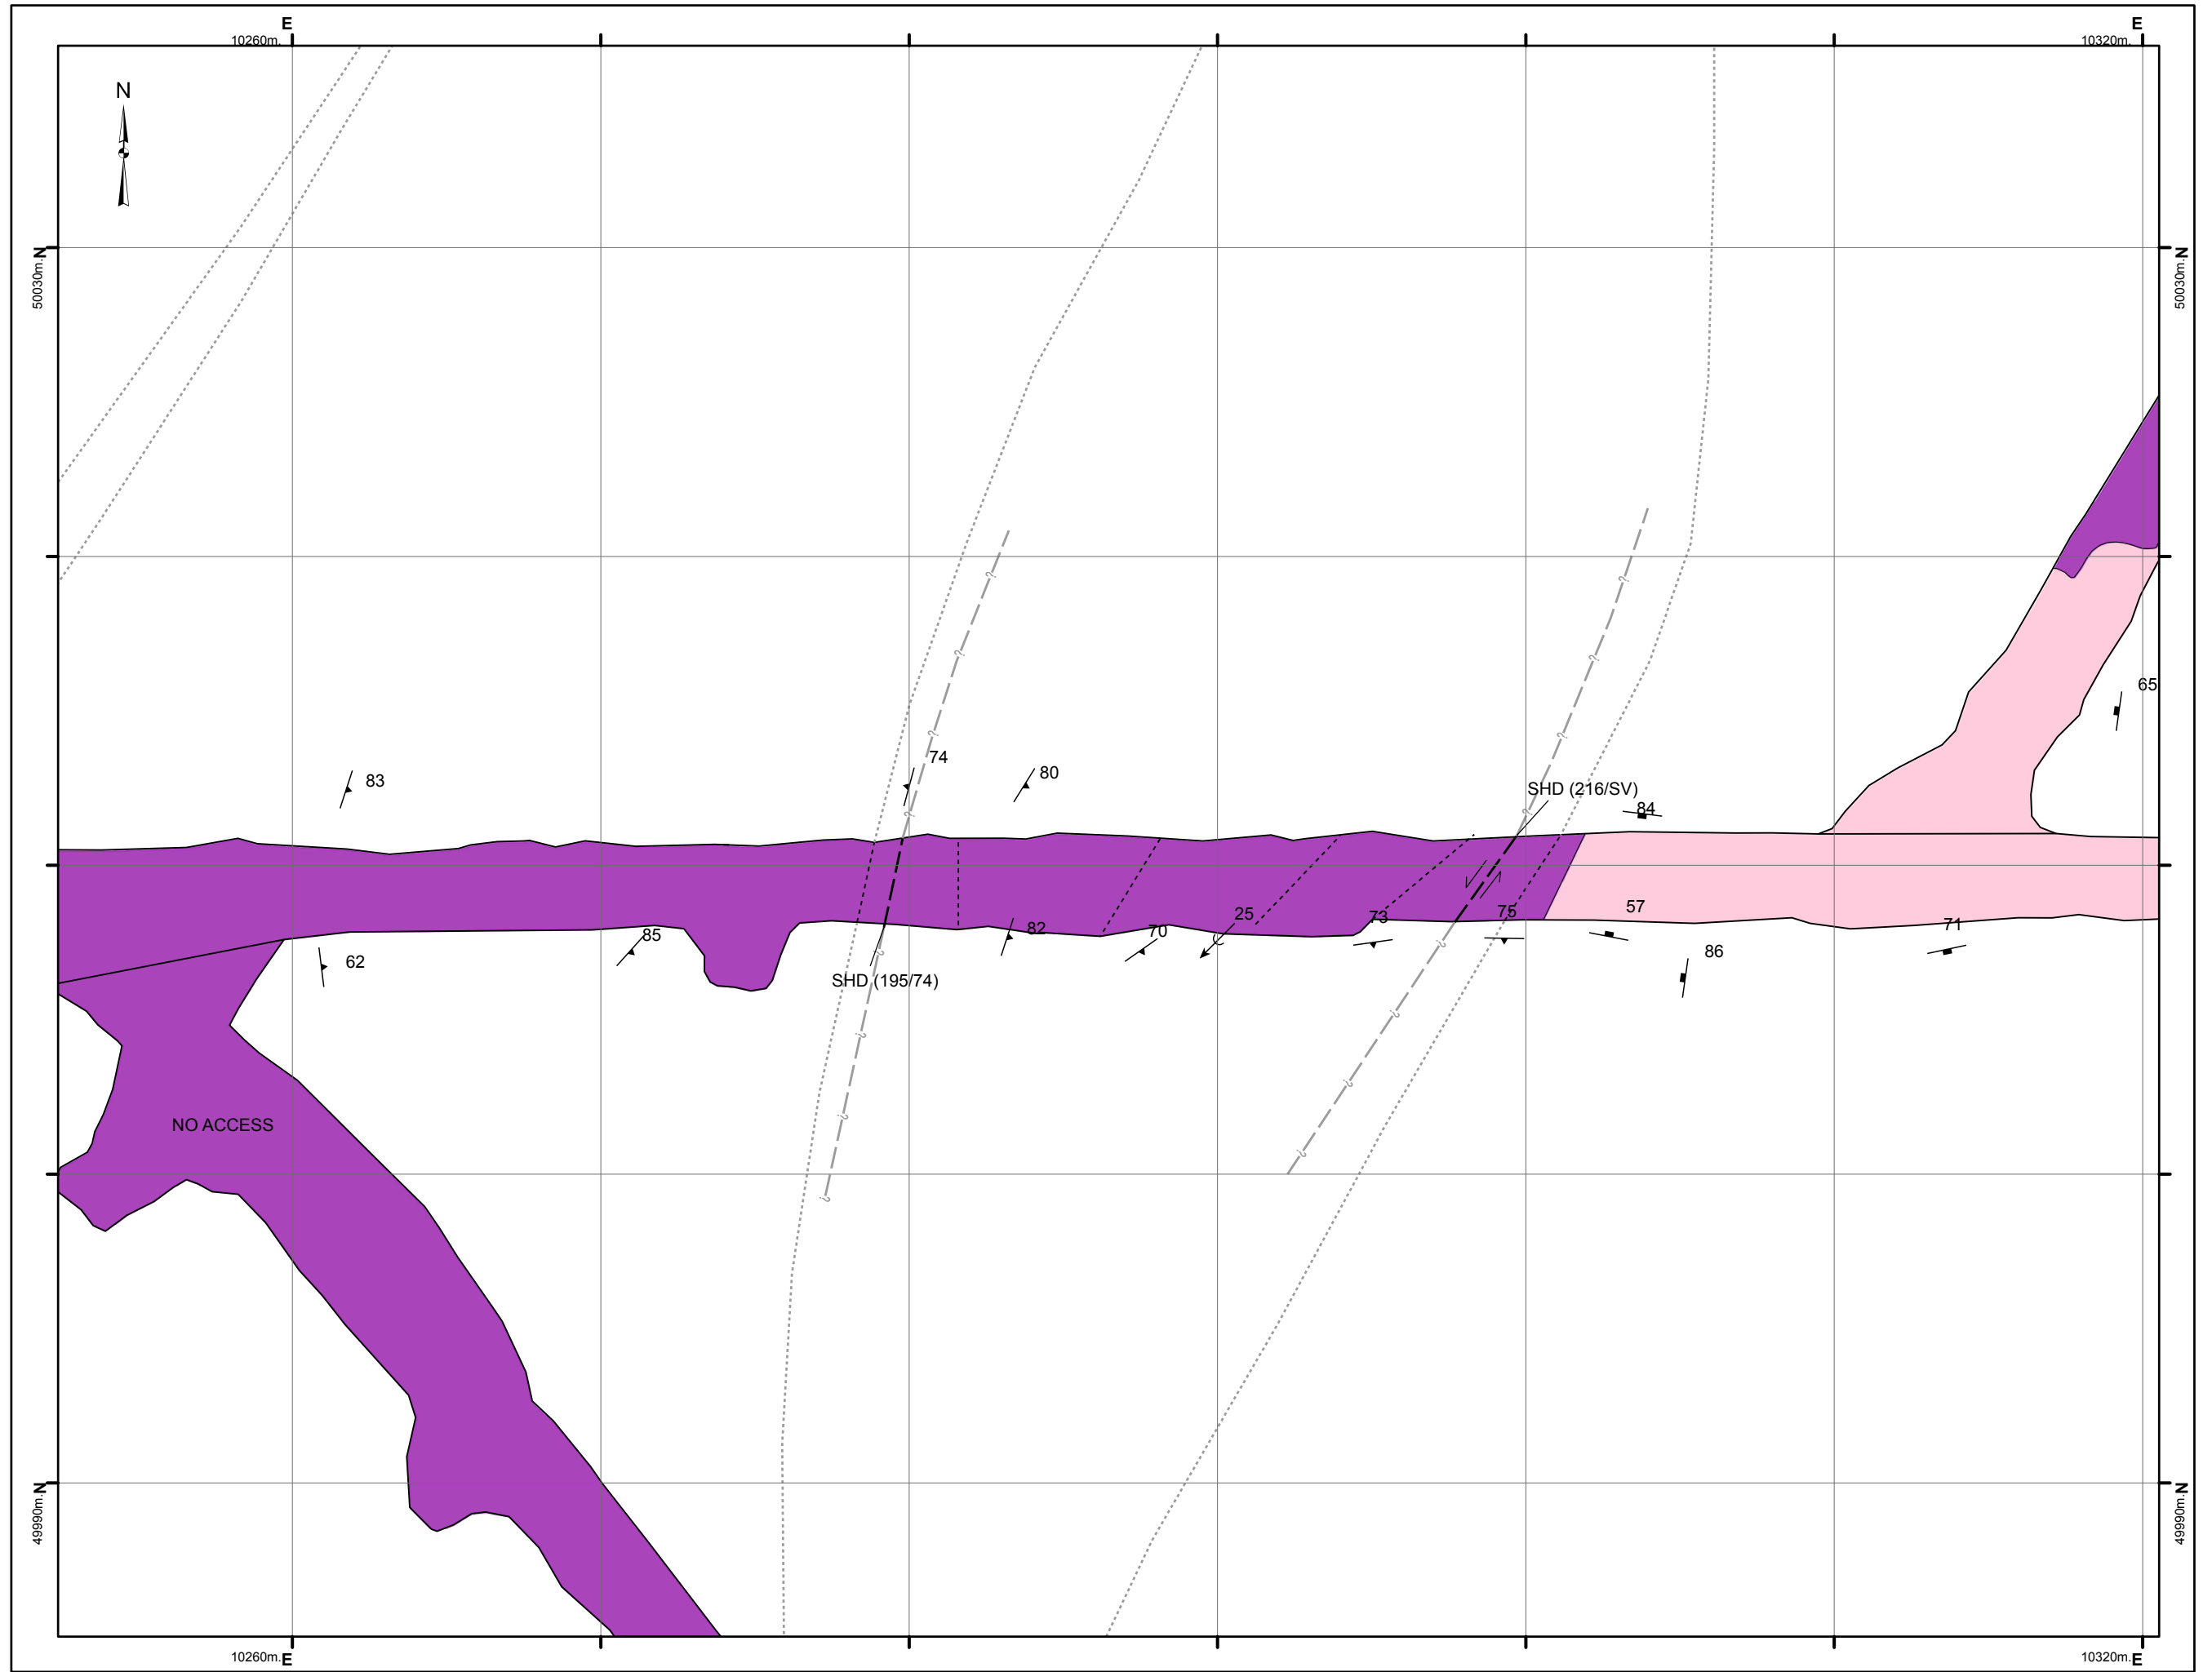 E
E
10260m.
10320m.
N
50030m.N
50030m.N
?
?
?
?
65
?
?
74
83
80
SHD (216/SV)
84
?
?
57
25
75
73
71
82
70
85
?
86
62
?
SHD (195/74)
?
?
?
?
NO ACCESS
?
?
49990m.N
49990m.N
10260m.E
10320m.E